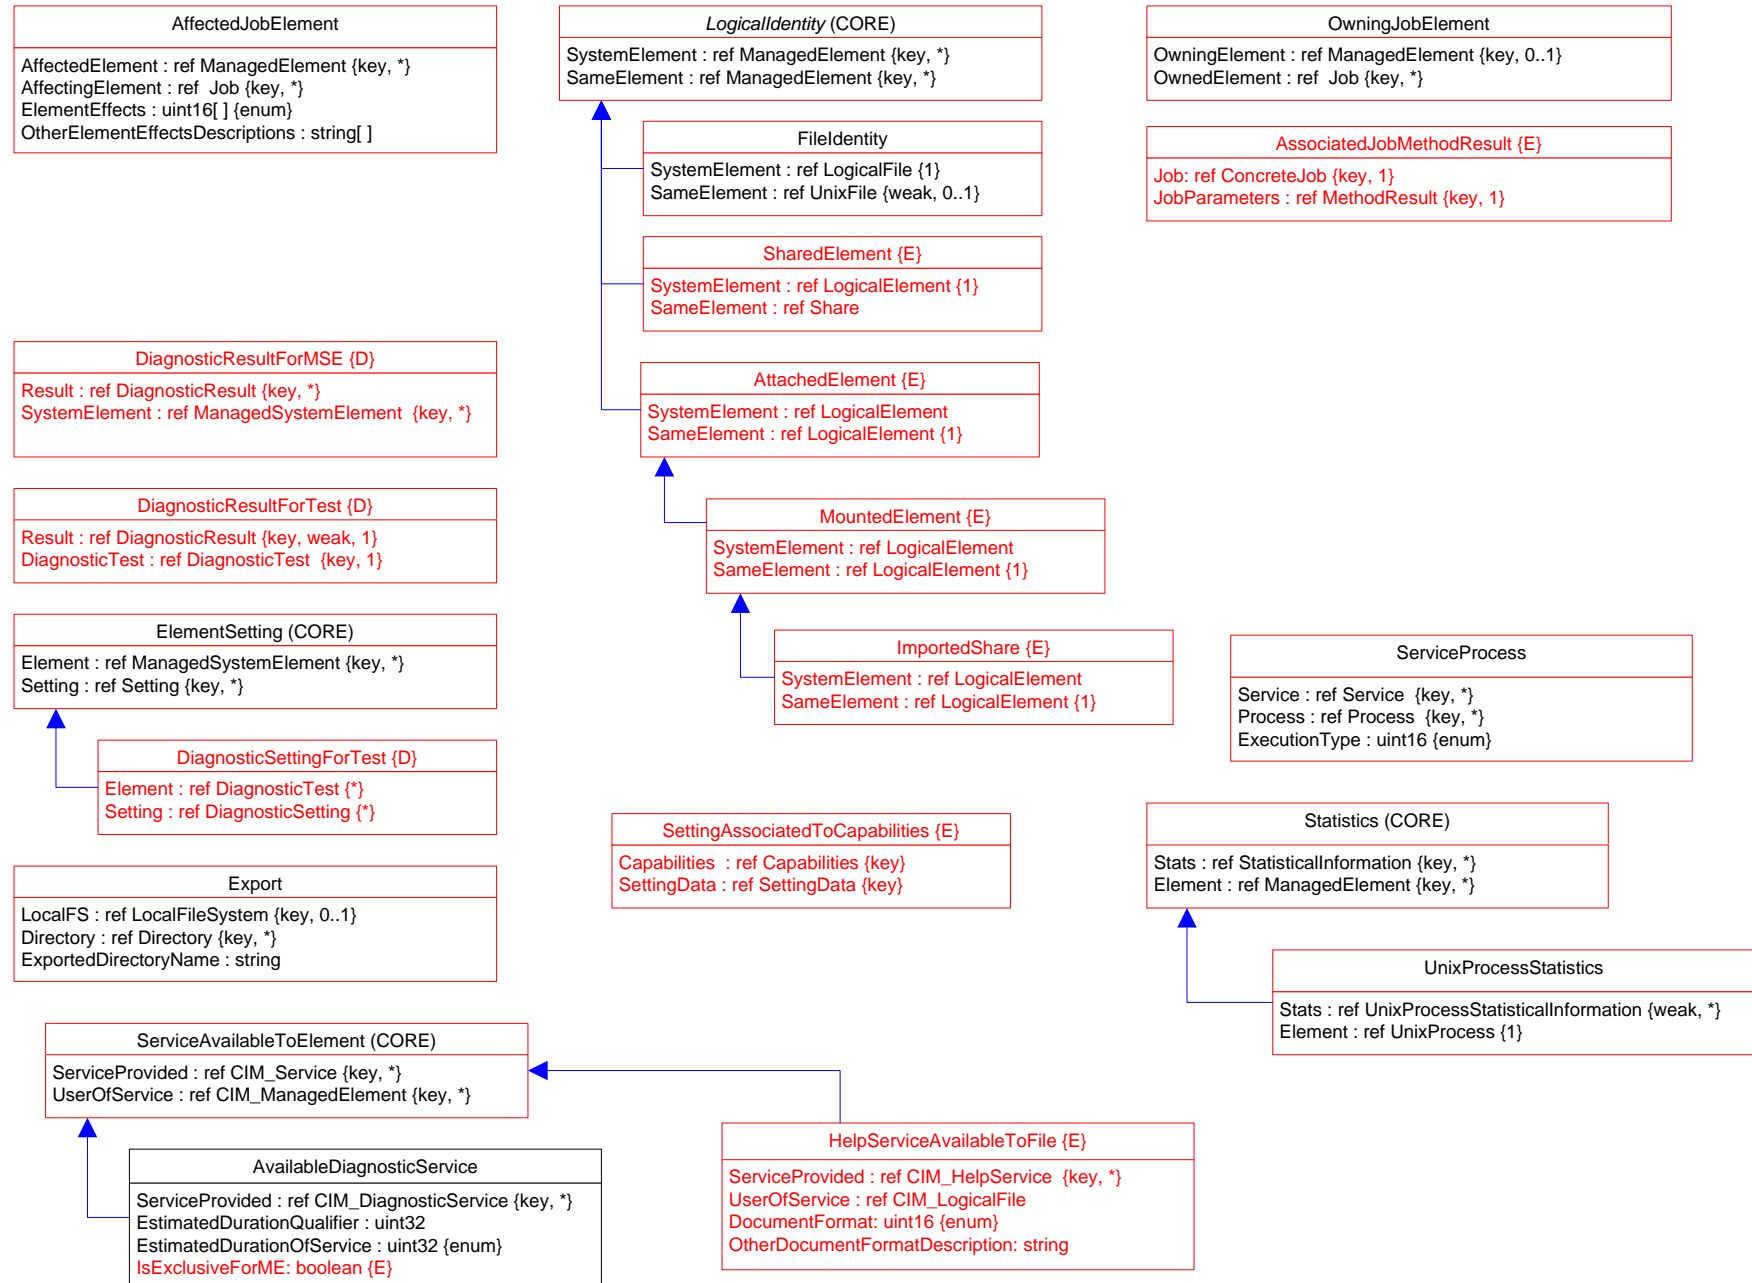 AffectedJobElement
AffectedElement : ref ManagedElement {key, *}
AffectingElement : ref  Job {key, *}
ElementEffects : uint16[ ] {enum}
OtherElementEffectsDescriptions : string[ ]
LogicalIdentity (CORE)
SystemElement : ref ManagedElement {key, *}
SameElement : ref ManagedElement {key, *}
OwningJobElement
OwningElement : ref ManagedElement {key, 0..1}
OwnedElement : ref  Job {key, *}
FileIdentity
SystemElement : ref LogicalFile {1}
SameElement : ref UnixFile {weak, 0..1}
AssociatedJobMethodResult {E}
Job: ref ConcreteJob {key, 1}
JobParameters : ref MethodResult {key, 1}
SharedElement {E}
SystemElement : ref LogicalElement {1}
SameElement : ref Share
DiagnosticResultForMSE {D}
Result : ref DiagnosticResult {key, *}
SystemElement : ref ManagedSystemElement  {key, *}
AttachedElement {E}
SystemElement : ref LogicalElement
SameElement : ref LogicalElement {1}
DiagnosticResultForTest {D}
Result : ref DiagnosticResult {key, weak, 1}
DiagnosticTest : ref DiagnosticTest  {key, 1}
MountedElement {E}
SystemElement : ref LogicalElement
SameElement : ref LogicalElement {1}
ElementSetting (CORE)
Element : ref ManagedSystemElement {key, *}
Setting : ref Setting {key, *}
ImportedShare {E}
SystemElement : ref LogicalElement
SameElement : ref LogicalElement {1}
ServiceProcess
Service : ref Service  {key, *}
Process : ref Process  {key, *}
ExecutionType : uint16 {enum}
DiagnosticSettingForTest {D}
Element : ref DiagnosticTest {*}
Setting : ref DiagnosticSetting {*}
SettingAssociatedToCapabilities {E}
Capabilities  : ref Capabilities {key}
SettingData : ref SettingData {key}
Statistics (CORE)
Stats : ref StatisticalInformation {key, *}
Element : ref ManagedElement {key, *}
Export
LocalFS : ref LocalFileSystem {key, 0..1}
Directory : ref Directory {key, *}
ExportedDirectoryName : string
UnixProcessStatistics
Stats : ref UnixProcessStatisticalInformation {weak, *}
Element : ref UnixProcess {1}
ServiceAvailableToElement (CORE)
ServiceProvided : ref CIM_Service {key, *}
UserOfService : ref CIM_ManagedElement {key, *}
HelpServiceAvailableToFile {E}
ServiceProvided : ref CIM_HelpService  {key, *}
UserOfService : ref CIM_LogicalFile
DocumentFormat: uint16 {enum}
OtherDocumentFormatDescription: string
AvailableDiagnosticService
ServiceProvided : ref CIM_DiagnosticService {key, *}
EstimatedDurationQualifier : uint32
EstimatedDurationOfService : uint32 {enum}
IsExclusiveForME: boolean {E}